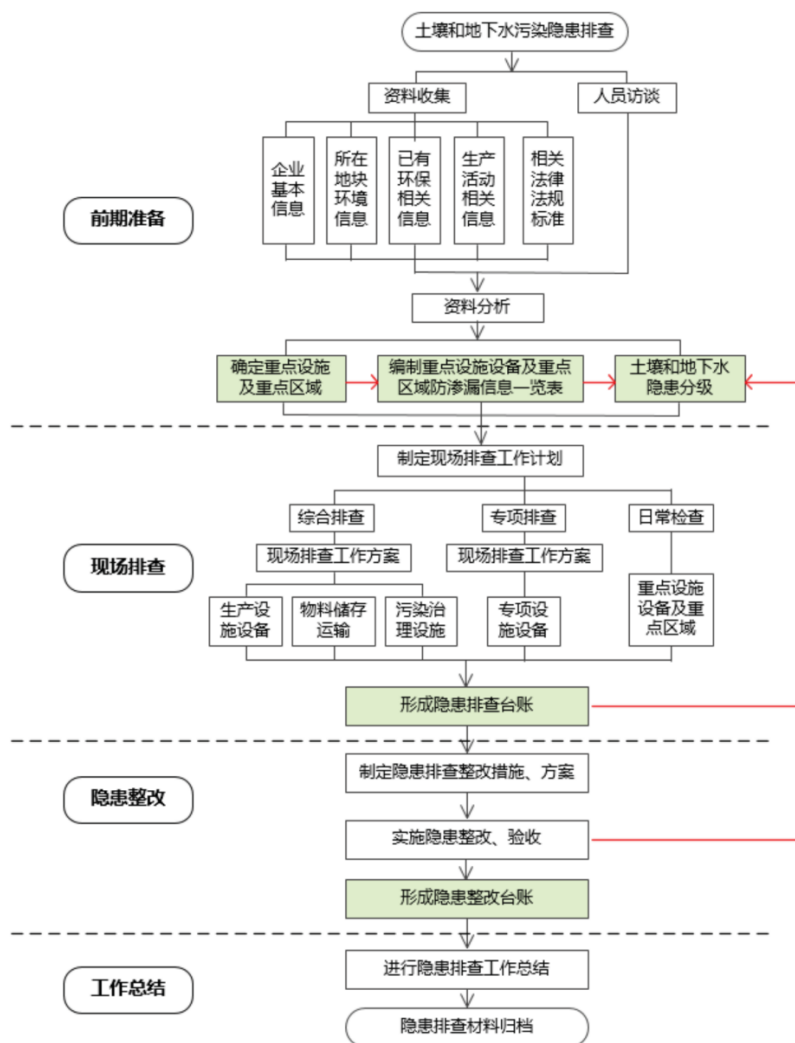 土壤和地下水污染隐患排查
资料收集
人员访谈
企业
基本
信息
所在
地块
环境
信息
已有
环保
相关
信息
生产
活动
相关
信息
相关
法律
法规
标准
前期准备
资料分析
确定重点设施
及重点区域
编制重点设施设备及重点
区域防渗漏信息一览表
土壤和地下水
隐患分级
制定现场排查工作计划
综合排查
专项排查
日常检查
现场排查工作方案
现场排查工作方案
现场排查
生产设
施设备
物料储存
运输
污染治
理设施
专项设
施设备
重点设施
设备及重
点区域
形成隐患排查台账
制定隐患排查整改措施、方案
隐患整改
实施隐患整改、验收
形成隐患整改台账
进行隐患排查工作总结
工作总结
隐患排查材料归档